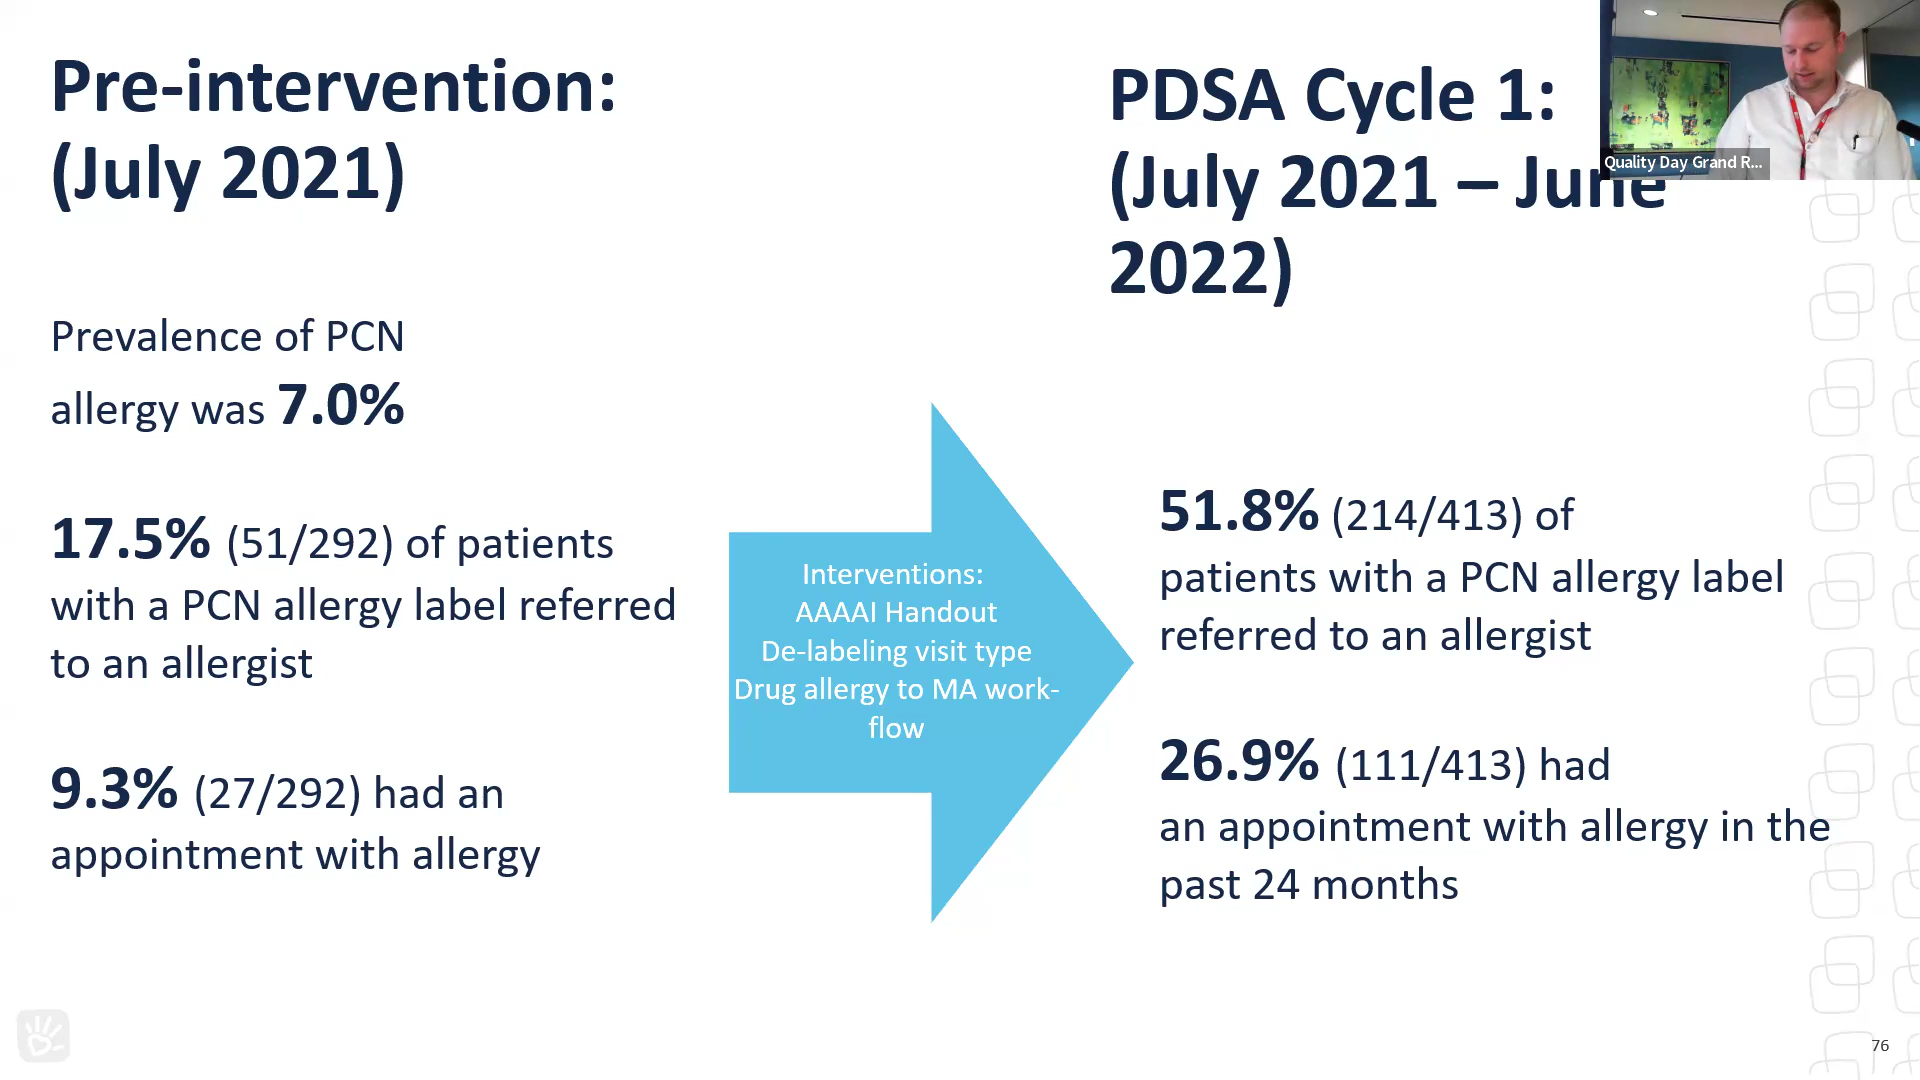 Pre-intervention:
(July 2021)
Prevalence of PCN
allergy was 7.0%
17.5% (51/292) of patients
with a PCN allergy label referred
to an allergist
9.3% (27/292) had an
appointment with allergy
Interventions:
AAAAI Handout
De-labeling visit type
Drug allergy to MA work-
flow
PDSA Cycle 1:
(July 2021 – June
2022)
51.8% (214/413) of
patients with a PCN allergy label
referred to an allergist
26.9% (111/413) had
an appointment with allergy in the
past 24 months
Quality Day Grand R...
76